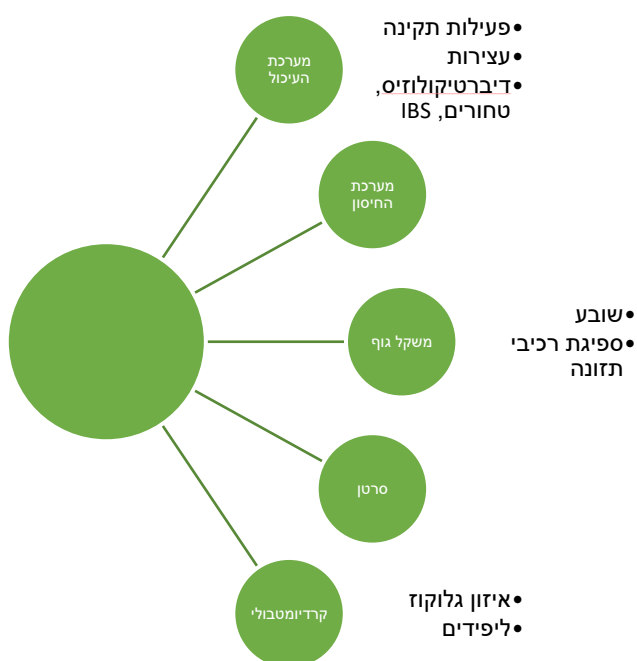 מערכת
העיכול
•פעילות תקינה
•עצירות
•דיברטיקולוזיס,
טחורים, IBS
מערכת
החיסון
משקל גוף
•שובע
•ספיגת רכיבי
תזונה
סרטן
קרדיומטבולי
•איזון גלוקוז
•ליפידים